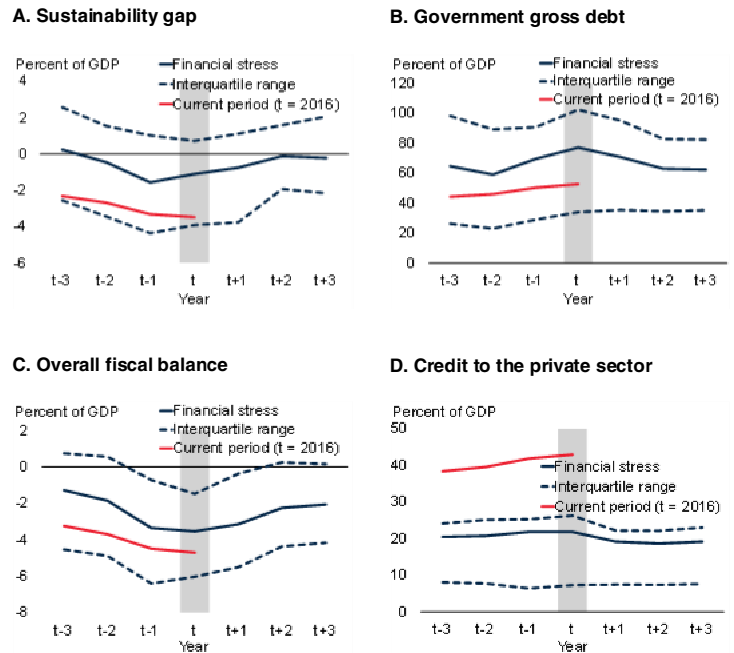 A. Sustainability gap
Percent of GDP
Financial stress
Interquartile range
Current period (t = 2016)
4
2
0
-2
-4
-6
t-3 t-2 t-1 t t+1 t+2 t+3
Year
B. Government gross debt
Percent of GDP
Financial stress
Interquartile range
Current period (t = 2016)
120
100
80
60
40
20
0
t-3 t-2 t-1 t t+1 t+2 t+3
Year
C. Overall fiscal balance
Percent of GDP
Financial stress
Interquartile range
Current period (t = 2016)
2
0
-2
-4
-6
-8
t-3 t-2 t-1 t t+1 t+2 t+3
Year
D. Credit to the private sector
Percent of GDP
50
40
30
20
10
0
Financial stress
Interquartile range
Current period (t = 2016)
t-3 t-2 t-1 t t+1 t+2 t+3
Year